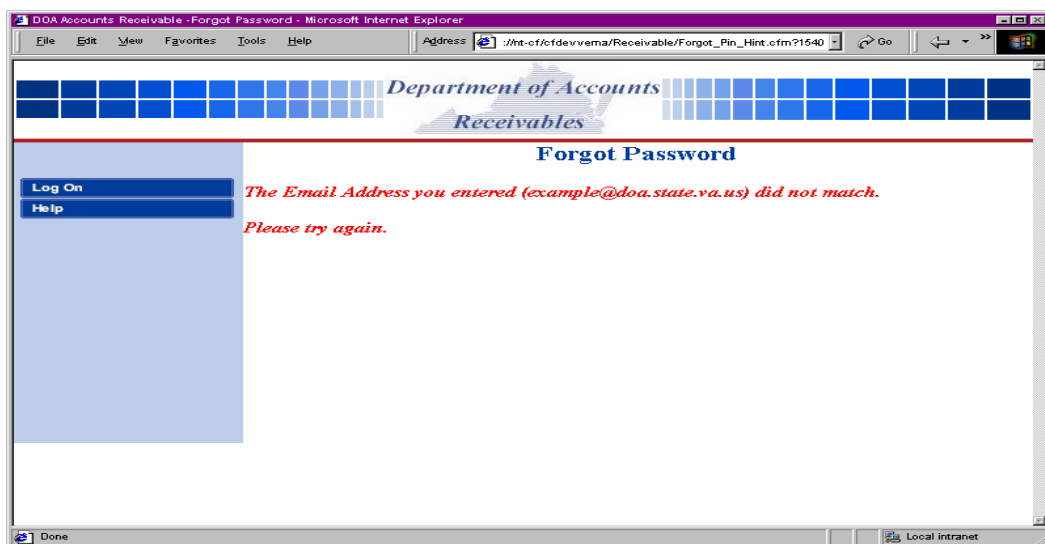 DOA Accounts Receivable -Forgot Password - Microsoft Internet Explorer
File Edit View Favorites Tools Help Address ://nt-cf/cfdevvema/Receivable/Forgot_Pin_Hint.cfm?1540 Go »
Department of Accounts
Receivables
Forgot Password
Log On
Help
The Email Address you entered (example@doa.state.va.us) did not match.
Please try again.
Done Local intranet